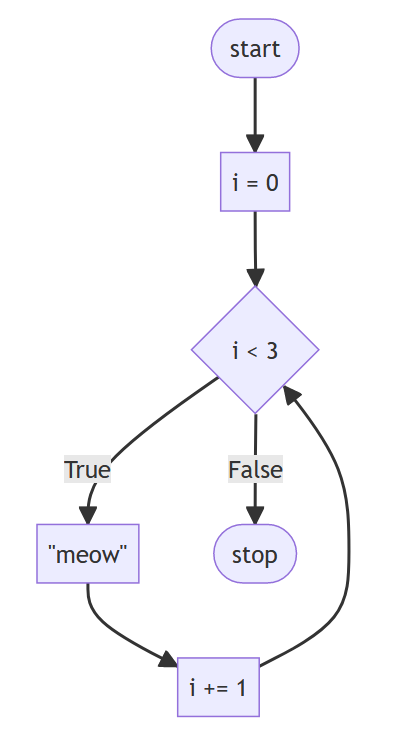 start
i = 0
i < 3
True
False
"meow"
stop
i += 1